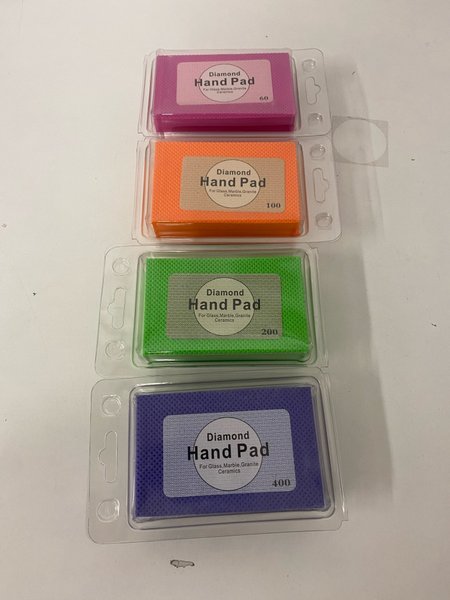 Diamond
Hand Pad
For Glass,Marble,Granite
Ceramics
60
Diamond
Hand Pad
For Glass,Marble,Granite
Ceramics
100
Diamond
Hand Pad
For Glass,Marble,Granite
Ceramics
200
Diamond
Hand Pad
For Glass,Marble,Granite
Ceramics
400